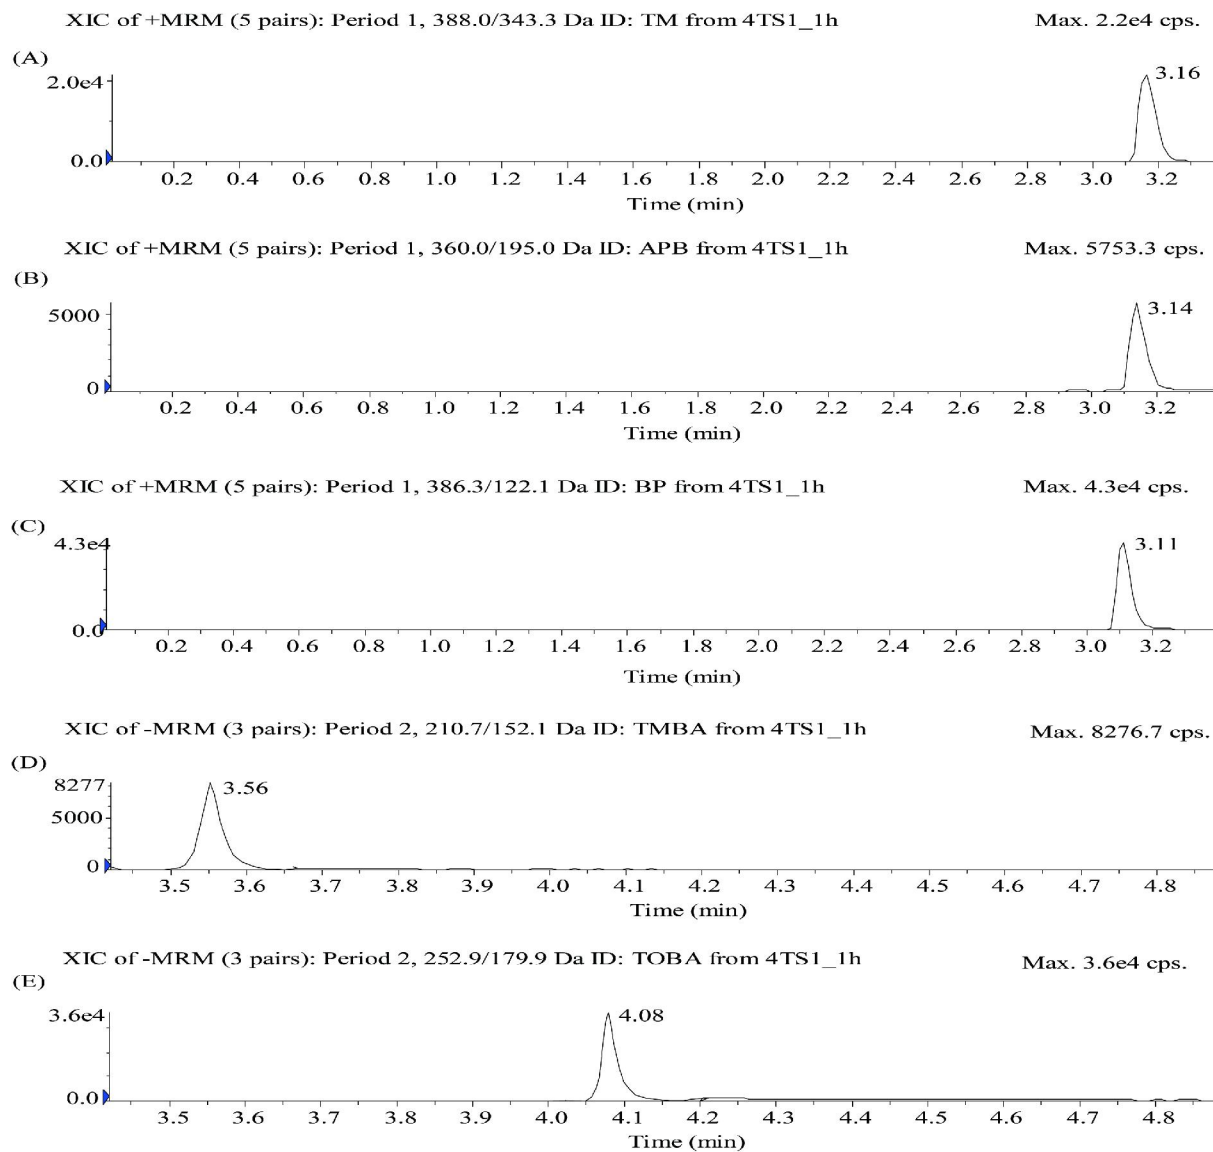 XIC of +MRM (5 pairs): Period 1, 388.0/343.3 Da ID: TM from 4TS1_1h Max. 2.2e4 cps.
(A)
2.0e4 3.16
0.0
0.2 0.4 0.6 0.8 1.0 1.2 1.4 1.6 1.8 2.0 2.2 2.4 2.6 2.8 3.0 3.2
Time (min)
XIC of +MRM (5 pairs): Period 1, 360.0/195.0 Da ID: APB from 4TS1_1h Max. 5753.3 cps.
(B)
5000 3.14
0
0.2 0.4 0.6 0.8 1.0 1.2 1.4 1.6 1.8 2.0 2.2 2.4 2.6 2.8 3.0 3.2
Time (min)
XIC of +MRM (5 pairs): Period 1, 386.3/122.1 Da ID: BP from 4TS1_1h Max. 4.3e4 cps.
(C)
4.3e4 3.11
0.0
0.2 0.4 0.6 0.8 1.0 1.2 1.4 1.6 1.8 2.0 2.2 2.4 2.6 2.8 3.0 3.2
Time (min)
XIC of -MRM (3 pairs): Period 2, 210.7/152.1 Da ID: TMBA from 4TS1_1h Max. 8276.7 cps.
(D)
8277 3.56
5000
0
3.5 3.6 3.7 3.8 3.9 4.0 4.1 4.2 4.3 4.4 4.5 4.6 4.7 4.8
Time (min)
XIC of -MRM (3 pairs): Period 2, 252.9/179.9 Da ID: TOBA from 4TS1_1h Max. 3.6e4 cps.
(E)
3.6e4 4.08
0.0
3.5 3.6 3.7 3.8 3.9 4.0 4.1 4.2 4.3 4.4 4.5 4.6 4.7 4.8
Time (min)